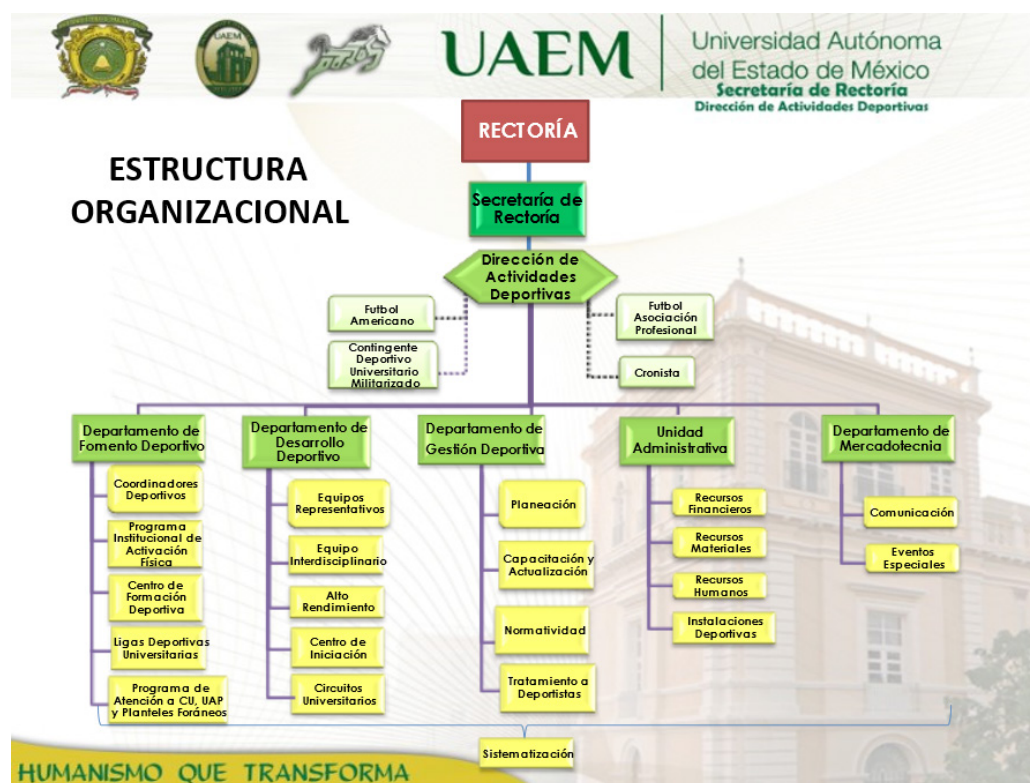 UAEM
Universidad Autónoma
del Estado de México
Secretaría de Rectoría
Dirección de Actividades Deportivas
ESTRUCTURA
ORGANIZACIONAL
RECTORÍA
Secretaría de
Rectoría
Dirección de
Actividades
Deportivas
Futbol
Americano
Contingente
Deportivo
Universitario
Militarizado
Futbol
Asociación
Profesional
Cronista
Departamento de
Fomento Deportivo
Coordinadores
Deportivos
Programa
Institucional de
Activación
Física
Centro de
Formación
Deportiva
Ligas Deportivas
Universitarias
Programa de
Atención a CU, UAP
y Planteles Foráneos
Departamento de
Desarrollo
Deportivo
Equipos
Representativos
Equipo
Interdisciplinario
Alto
Rendimiento
Centro de
Iniciación
Circuitos
Universitarios
Departamento de
Gestión Deportiva
Planeación
Capacitación y
Actualización
Normatividad
Tratamiento a
Deportistas
Unidad
Administrativa
Recursos
Financieros
Recursos
Materiales
Recursos
Humanos
Instalaciones
Deportivas
Departamento de
Mercadotecnia
Comunicación
Eventos
Especiales
Sistematización
HUMANISMO QUE TRANSFORMA